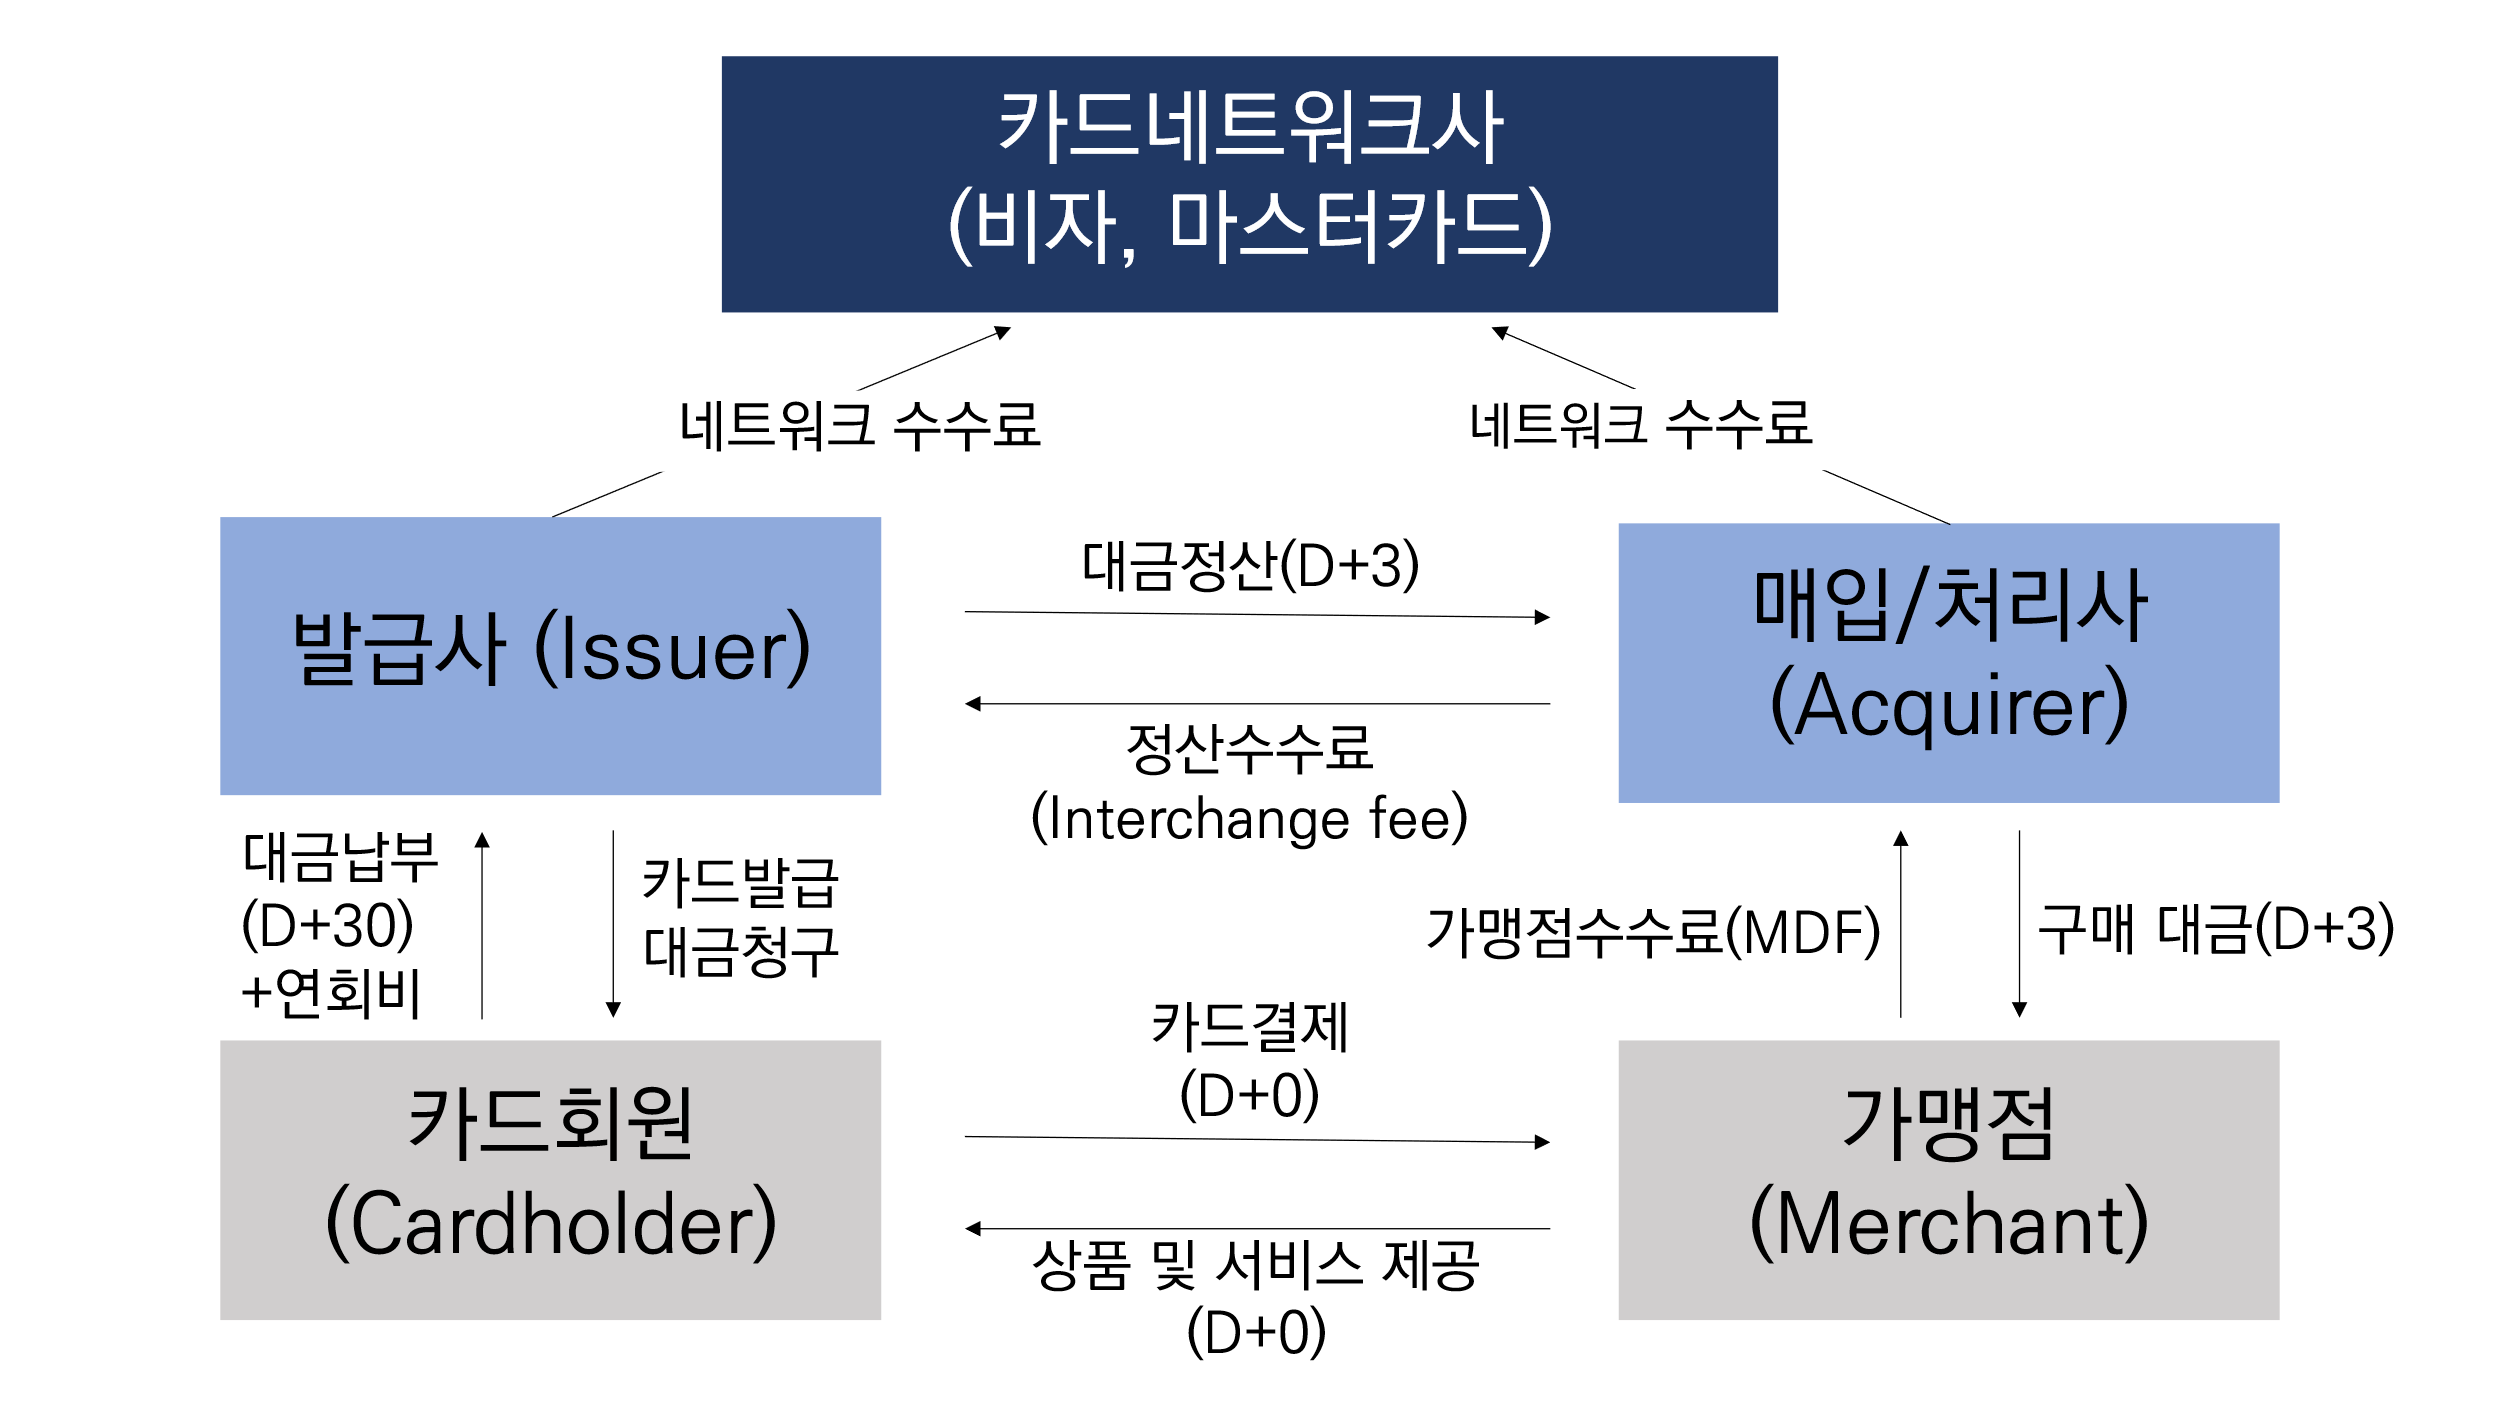 카드네트워크사
(비자, 마스터카드)
네트워크 수수료
네트워크 수수료
발급사 (Issuer)
대금정산(D+3)
정산수수료
(Interchange fee)
매입/처리사
(Acquirer)
대금납부
(D+30)
+연회비
카드발급
대금청구
가맹점수수료(MDF)
구매 대금(D+3)
카드회원
(Cardholder)
카드결제
(D+0)
상품 및 서비스 제공
(D+0)
가맹점
(Merchant)